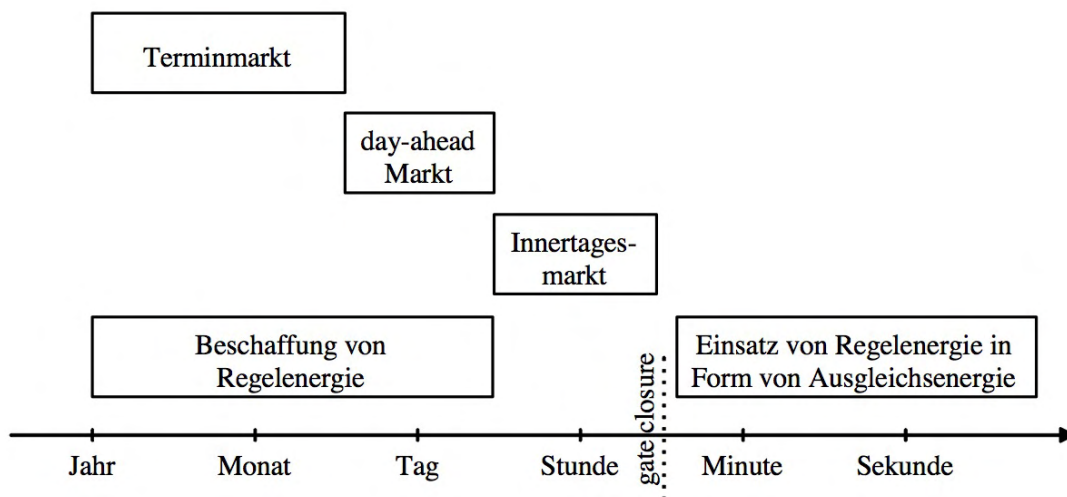 Terminmarkt
day-ahead
Markt
Innertages-
markt
Beschaffung von
Regelenergie
Einsatz von Regelenergie in
Form von Ausgleichsenergie
gate closure
Jahr
Monat
Tag
Stunde
Minute
Sekunde